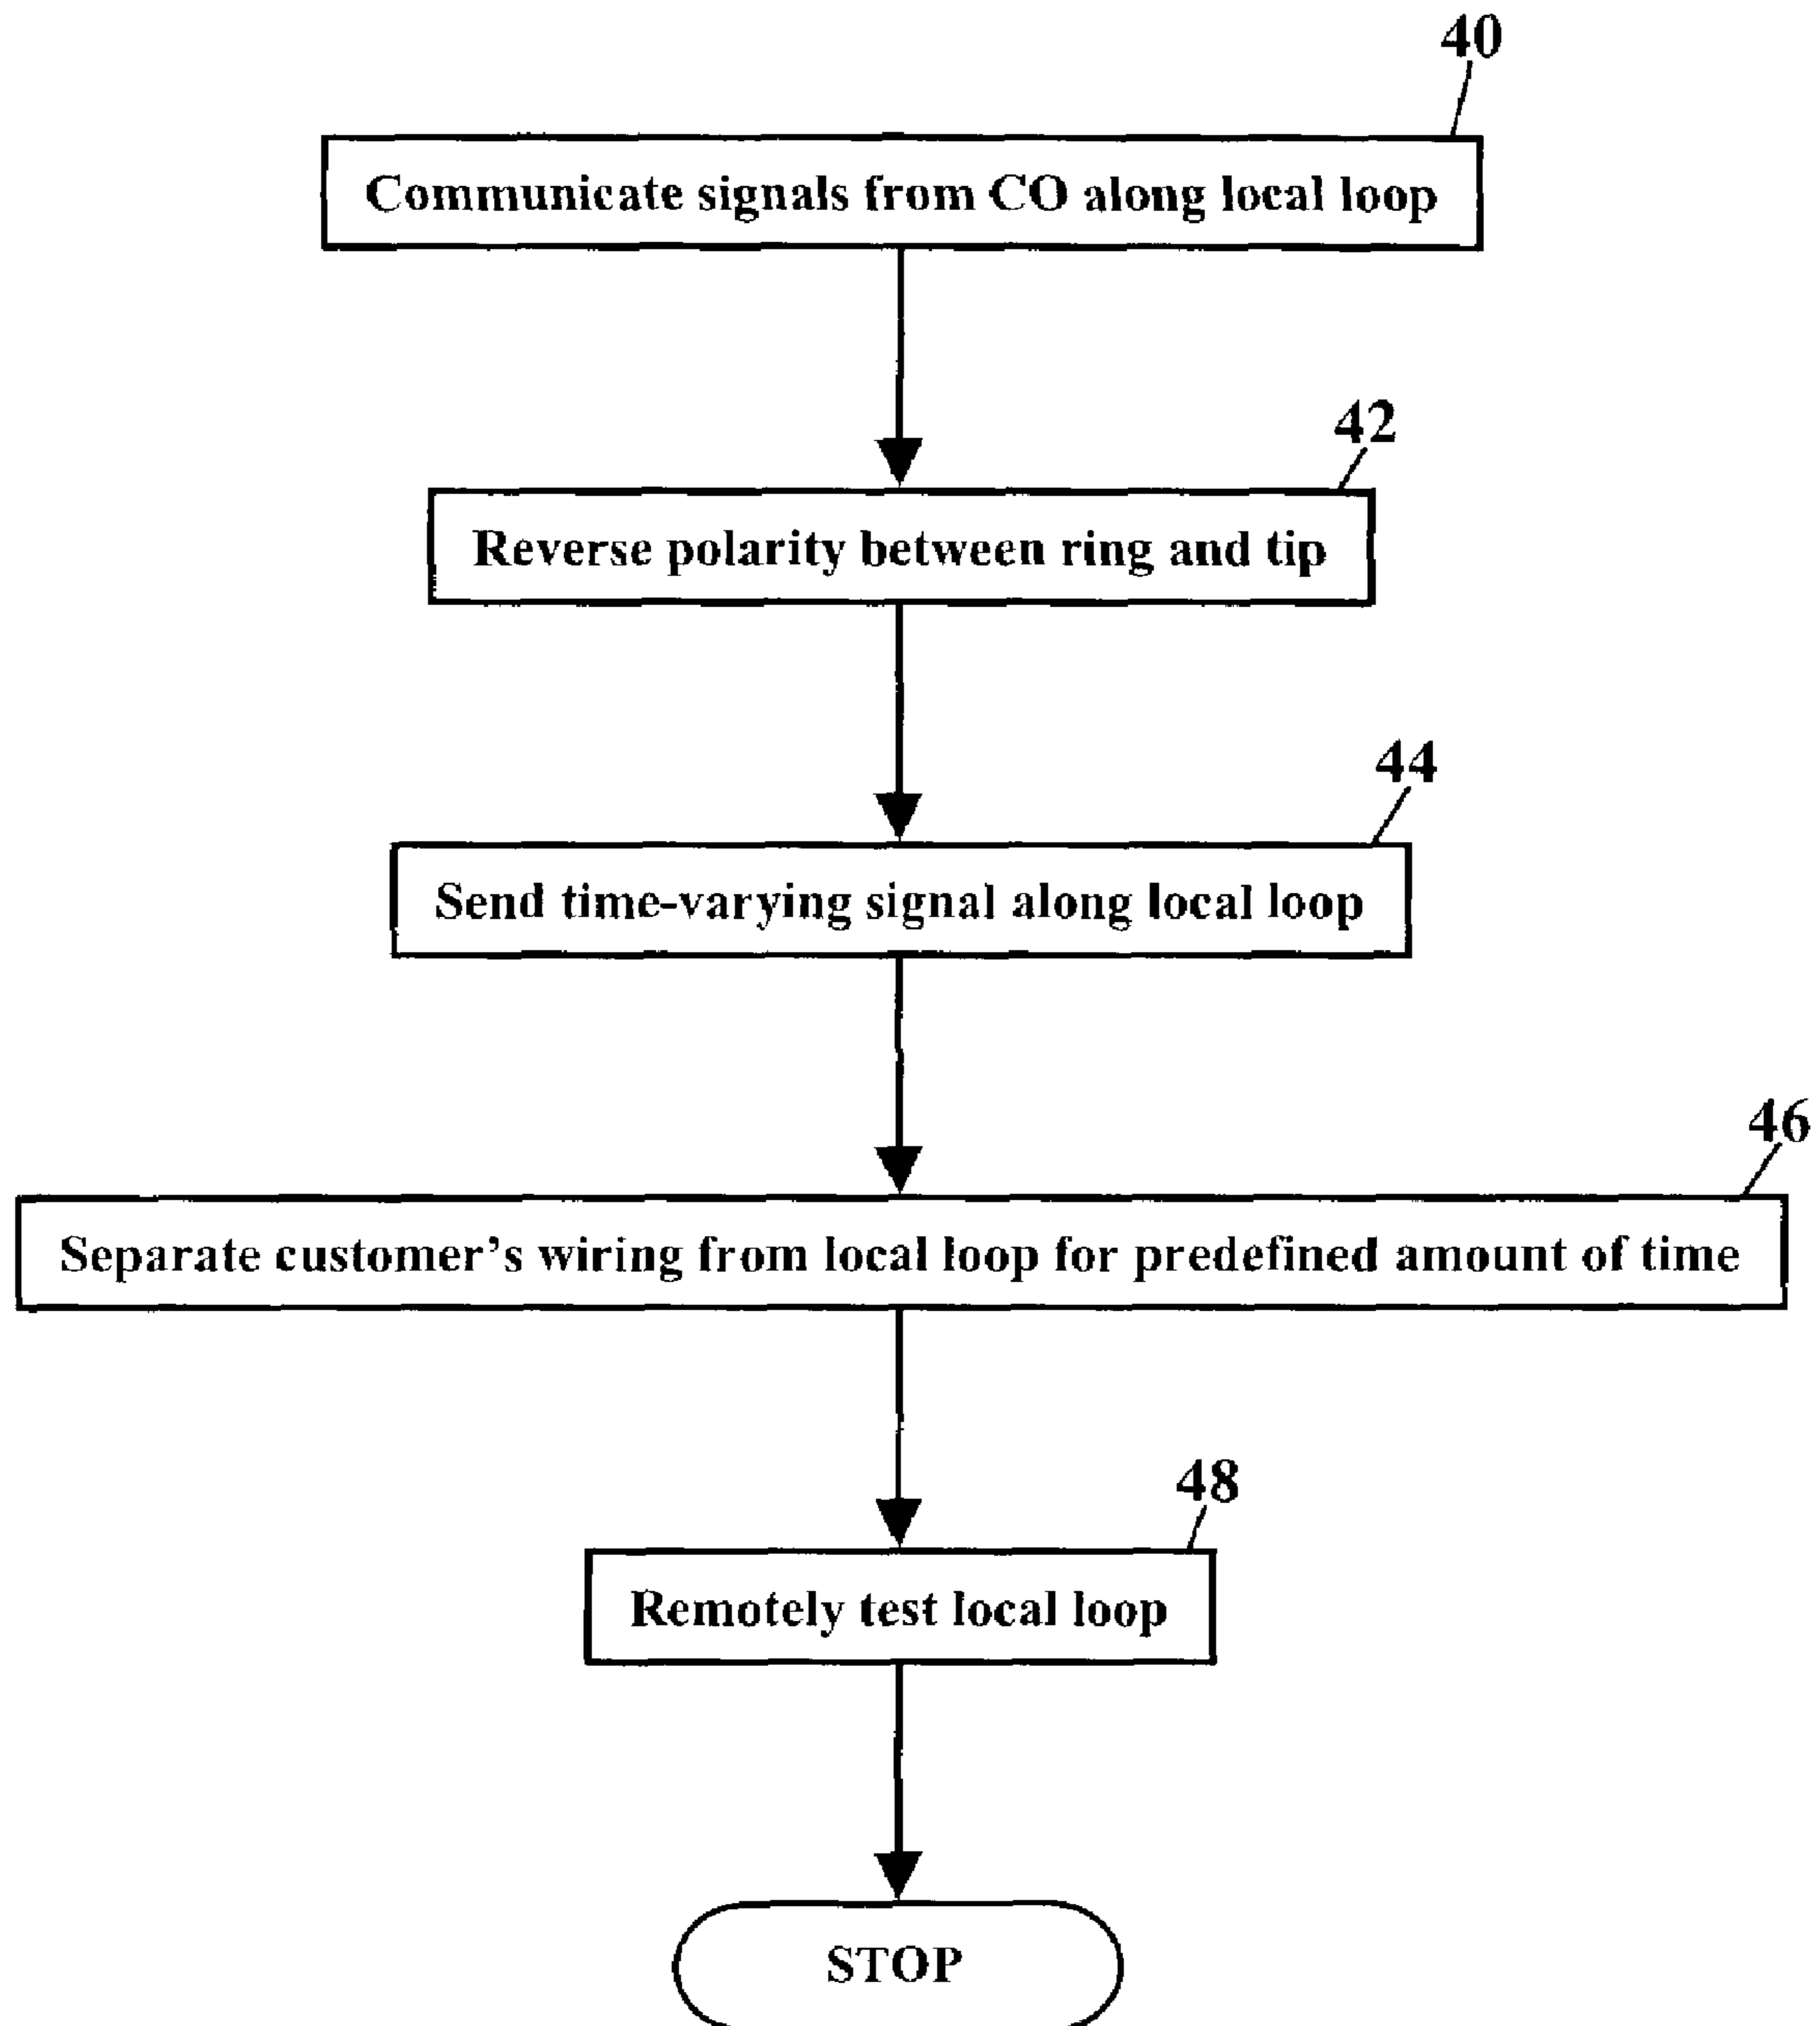 40
Communicate signals from CO along local loop
42
Reverse polarity between ring and tip
44
Send time-varying signal along local loop
46
Separate customer's wiring from local loop for predefined amount of time
48
Remotely test local loop
STOP